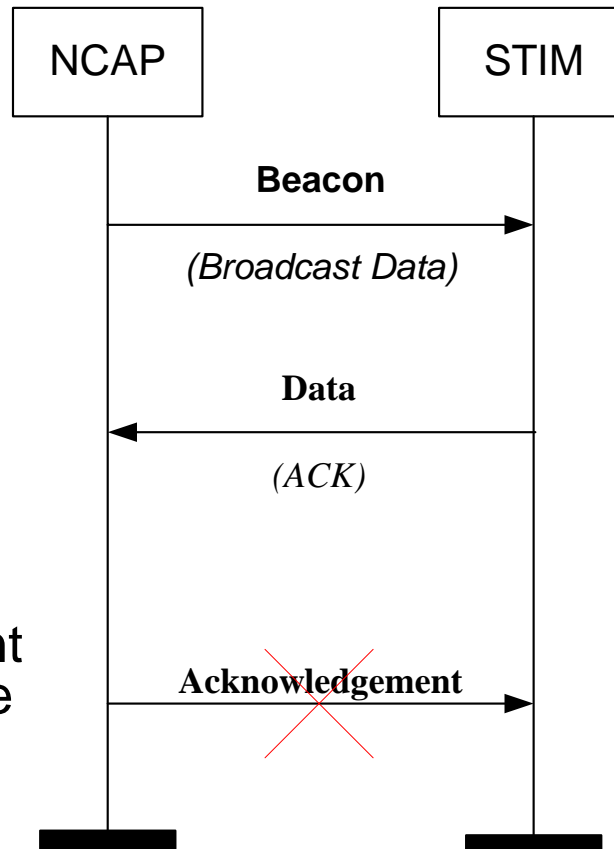 NCAP
STIM
Beacon
(Broadcast Data)
Data
(ACK)
Acknowledgement